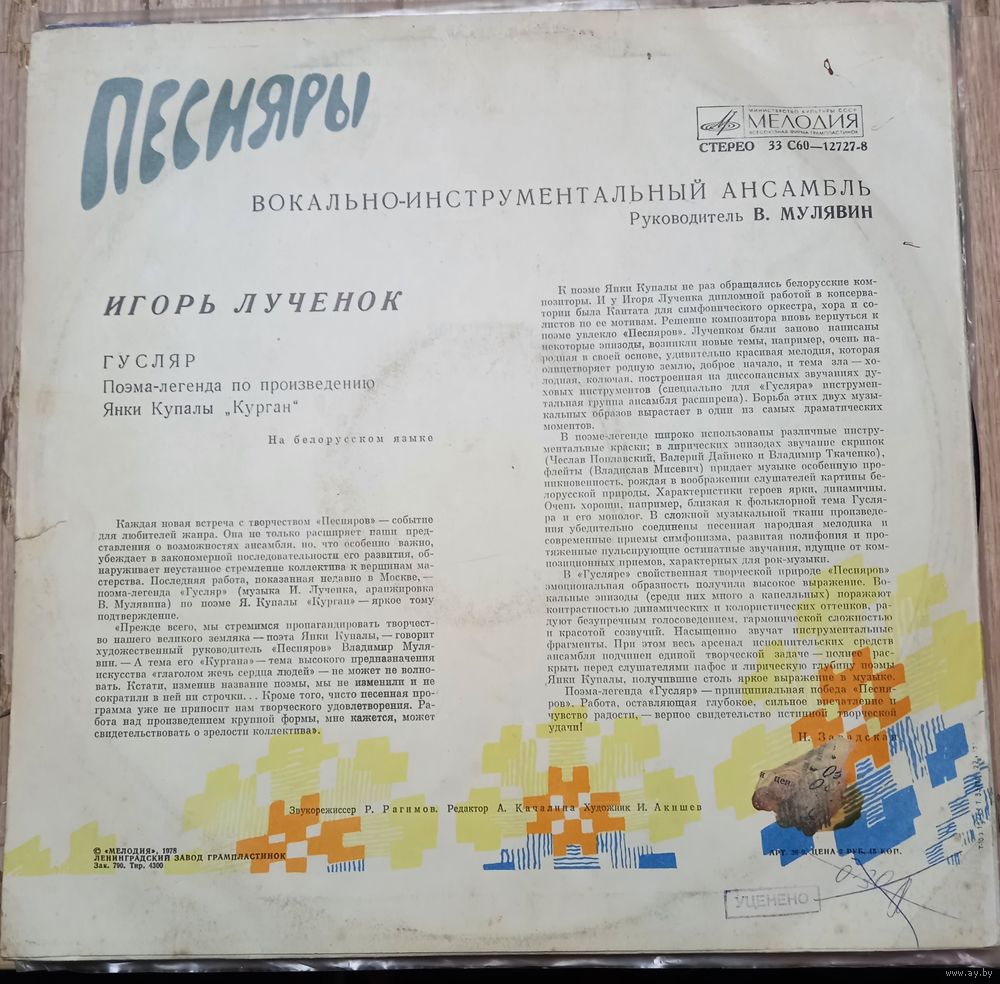 ПЕСНЯРЫ
МИНИСТЕРСТВО КУЛЬТУРЫ СССР
МЕЛОДИЯ
ВСЕСОЮЗНАЯ ФИРМА ГРАМПЛАСТИНОК
СТЕРЕО 33 С60—12727-8
ВОКАЛЬНО-ИНСТРУМЕНТАЛЬНЫЙ АНСАМБЛЬ
Руководитель В. МУЛЯВИН
ИГОРЬ ЛУЧЕНОК
ГУСЛЯР
Поэма-легенда по произведению
Янки Купалы „Курган“
На белорусском языке
Каждая новая встреча с творчеством «Песняров» — событие
для любителей жанра. Она не только расширяет наши пред-
ставления о возможностях ансамбля, но, что особенно важно,
убеждает в закономерной последовательности его развития, об-
наруживает неустанное стремление коллектива к вершинам ма-
стерства. Последняя работа, показанная недавно в Москве,—
поэма-легенда «Гусляр» (музыка И. Лученка, аранжировка
В. Мулявина) по поэме Я. Купалы «Курган» — яркое тому
подтверждение.
«Прежде всего, мы стремимся пропагандировать творчест-
во нашего великого земляка — поэта Янки Купалы, — говорит
художественный руководитель «Песняров» Владимир Муля-
вин. — А тема его «Кургана» — тема высокого предназначения
искусства «глаголом жечь сердца людей» — не может не волно-
вать. Кстати, изменив название поэмы, мы не изменили и не
сократили в ней ни строчки... Кроме того, чисто песенная про-
грамма уже не приносит нам творческого удовлетворения. Ра-
бота над произведением крупной формы, мне кажется, может
свидетельствовать о зрелости коллектива».
К поэме Янки Купалы не раз обращались белорусские ком-
позиторы. И у Игоря Лученка дипломной работой в консерва-
тории была Кантата для симфонического оркестра, хора и со-
листов по ее мотивам. Решение композитора вновь вернуться к
поэме увлекло «Песняров». Лученком были заново написаны
некоторые эпизоды, возникли новые темы, например, очень на-
родная в своей основе, удивительно красивая мелодия, которая
олицетворяет родную землю, доброе начало, и тема зла — хо-
лодная, колючая, построенная на диссонансных звучаниях ду-
ховых инструментов (специально для «Гусляра» инструмен-
тальная группа ансамбля расширена). Борьба этих двух музы-
кальных образов вырастает в один из самых драматических
моментов.
В поэме-легенде широко использованы различные инстру-
ментальные краски; в лирических эпизодах звучание скрипок
(Чеслав Поплавский, Валерий Дайнеко и Владимир Ткаченко),
флейты (Владислав Мисевич) придает музыке особенную про-
никновенность, рождая в воображении слушателей картины бе-
лорусской природы. Характеристики героев ярки, динамичны.
Очень хороши, например, близкая к фольклорной тема Гусля-
ра и его монолог. В сложной музыкальной ткани произведе-
ния убедительно соединены песенная народная мелодика и
современные приемы симфонизма, развитая полифония и про-
тяженные пульсирующие остинатные звучания, идущие от ком-
позиционных приемов, характерных для рок-музыки.
В «Гусляре» свойственная творческой природе «Песняров»
эмоциональная образность получила высокое выражение. Во-
кальные эпизоды (среди них много а капелльных) поражают
контрастностью динамических и колористических оттенков, ра-
дуют безупречным голосоведением, гармонической сложностью
и красотой созвучий. Насыщенно звучат инструментальные
фрагменты. При этом весь арсенал исполнительских средств
ансамбля подчинен единой творческой задаче — полнее рас-
крыть перед слушателями пафос и лирическую глубину поэмы
Янки Купалы, получившие столь яркое выражение в музыке.
Поэма-легенда «Гусляр» — принципиальная победа «Песня-
ров». Работа, оставляющая глубокое, сильное впечатление и
чувство радости, — верное свидетельство истинной творческой
удачи!
Звукорежиссер Р. Рагимов. Редактор А. Качалина Художник И. Акишев
© «МЕЛОДИЯ», 1978
ЛЕНИНГРАДСКИЙ ЗАВОД ГРАМПЛАСТИНОК
Зак. 790. Тир. 4300
ЦЕНА 2 РУБ. 15 КОП.
УЦЕНЕНО
www.ay.by